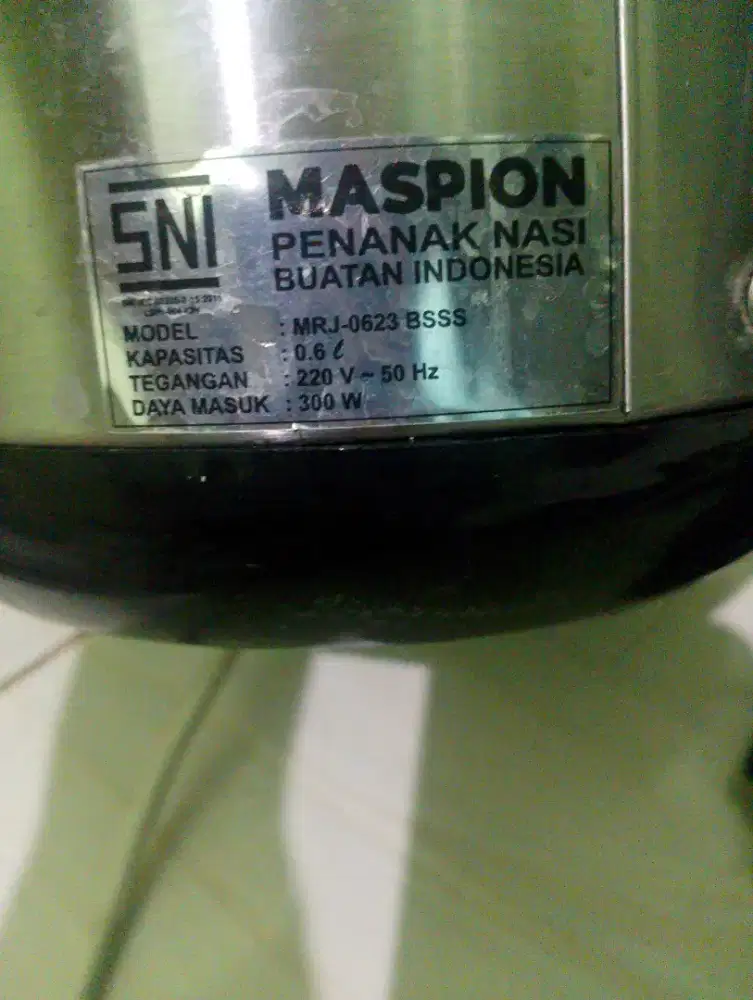 SNI
MASPION
PENANAK NASI
BUATAN INDONESIA
MODEL : MRJ-0623 BSSS
KAPASITAS : 0.6 ℓ
TEGANGAN : 220 V ~ 50 Hz
DAYA MASUK : 300 W